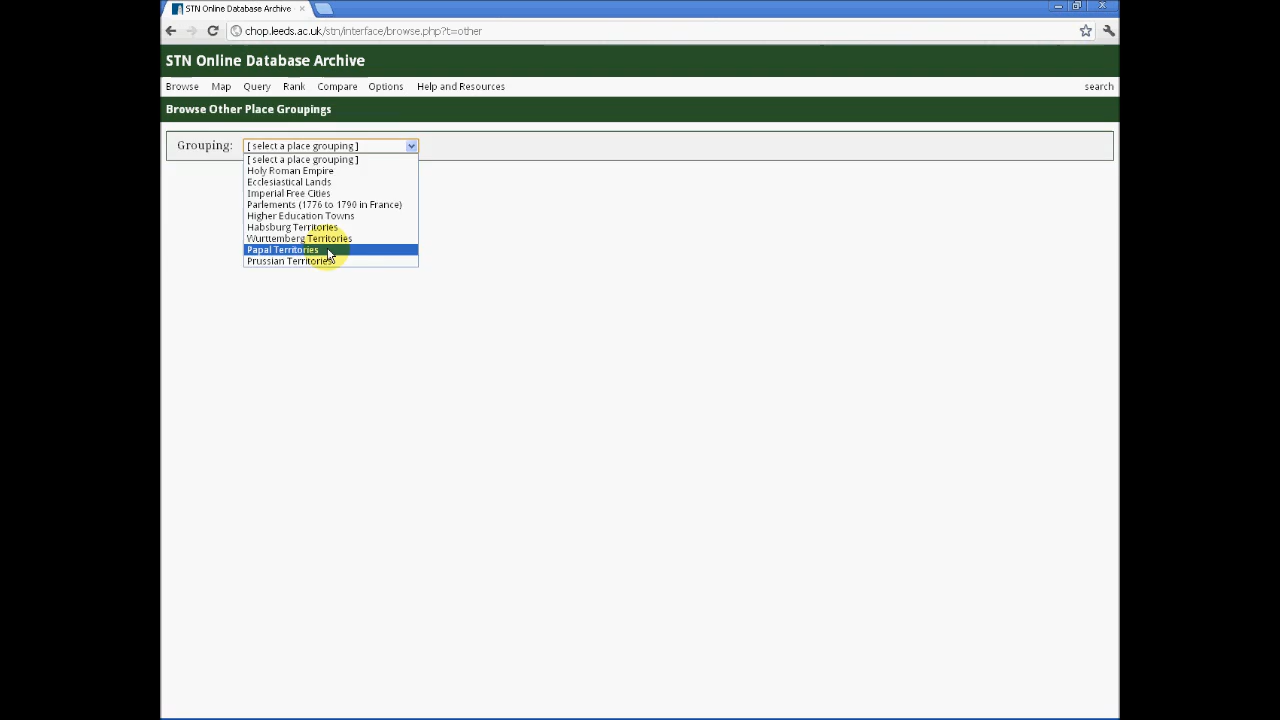 STN Online Database Archive
chop.leeds.ac.uk/stn/interface/browse.php?t=other
STN Online Database Archive
Browse Map Query Rank Compare Options Help and Resources search
Browse Other Place Groupings
Grouping: [ select a place grouping ]
[ select a place grouping ]
Holy Roman Empire
Ecclesiastical Lands
Imperial Free Cities
Parlements (1776 to 1790 in France)
Higher Education Towns
Habsburg Territories
Wurttemberg Territories
Papal Territories
Prussian Territories